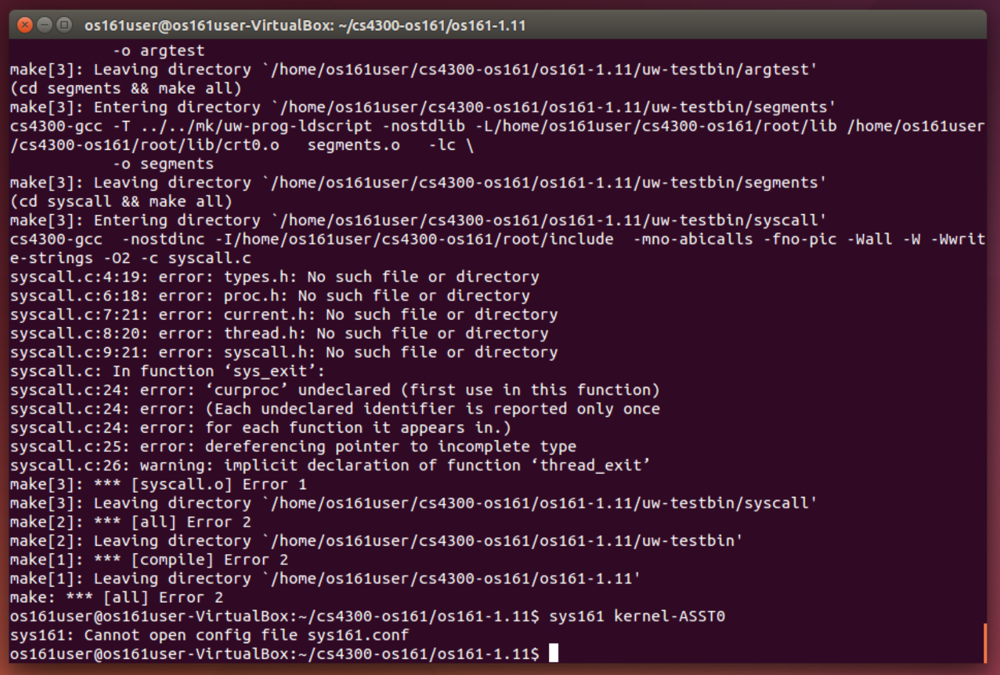 os161user@os161user-VirtualBox: ~/cs4300-os161/os161-1.11
-o argtest
make[3]: Leaving directory `/home/os161user/cs4300-os161/os161-1.11/uw-testbin/argtest'
(cd segments && make all)
make[3]: Entering directory `/home/os161user/cs4300-os161/os161-1.11/uw-testbin/segments'
cs4300-gcc -T ../../mk/uw-prog-ldscript -nostdlib -L/home/os161user/cs4300-os161/root/lib /home/os161user
/cs4300-os161/root/lib/crt0.o   segments.o   -lc \
-o segments
make[3]: Leaving directory `/home/os161user/cs4300-os161/os161-1.11/uw-testbin/segments'
(cd syscall && make all)
make[3]: Entering directory `/home/os161user/cs4300-os161/os161-1.11/uw-testbin/syscall'
cs4300-gcc  -nostdinc -I/home/os161user/cs4300-os161/root/include  -mno-abicalls -fno-pic -Wall -W -Wwrit
e-strings -O2 -c syscall.c
syscall.c:4:19: error: types.h: No such file or directory
syscall.c:6:18: error: proc.h: No such file or directory
syscall.c:7:21: error: current.h: No such file or directory
syscall.c:8:20: error: thread.h: No such file or directory
syscall.c:9:21: error: syscall.h: No such file or directory
syscall.c: In function ‘sys_exit’:
syscall.c:24: error: ‘curproc’ undeclared (first use in this function)
syscall.c:24: error: (Each undeclared identifier is reported only once
syscall.c:24: error: for each function it appears in.)
syscall.c:25: error: dereferencing pointer to incomplete type
syscall.c:26: warning: implicit declaration of function ‘thread_exit’
make[3]: *** [syscall.o] Error 1
make[3]: Leaving directory `/home/os161user/cs4300-os161/os161-1.11/uw-testbin/syscall'
make[2]: *** [all] Error 2
make[2]: Leaving directory `/home/os161user/cs4300-os161/os161-1.11/uw-testbin'
make[1]: *** [compile] Error 2
make[1]: Leaving directory `/home/os161user/cs4300-os161/os161-1.11'
make: *** [all] Error 2
os161user@os161user-VirtualBox:~/cs4300-os161/os161-1.11$ sys161 kernel-ASST0
sys161: Cannot open config file sys161.conf
os161user@os161user-VirtualBox:~/cs4300-os161/os161-1.11$